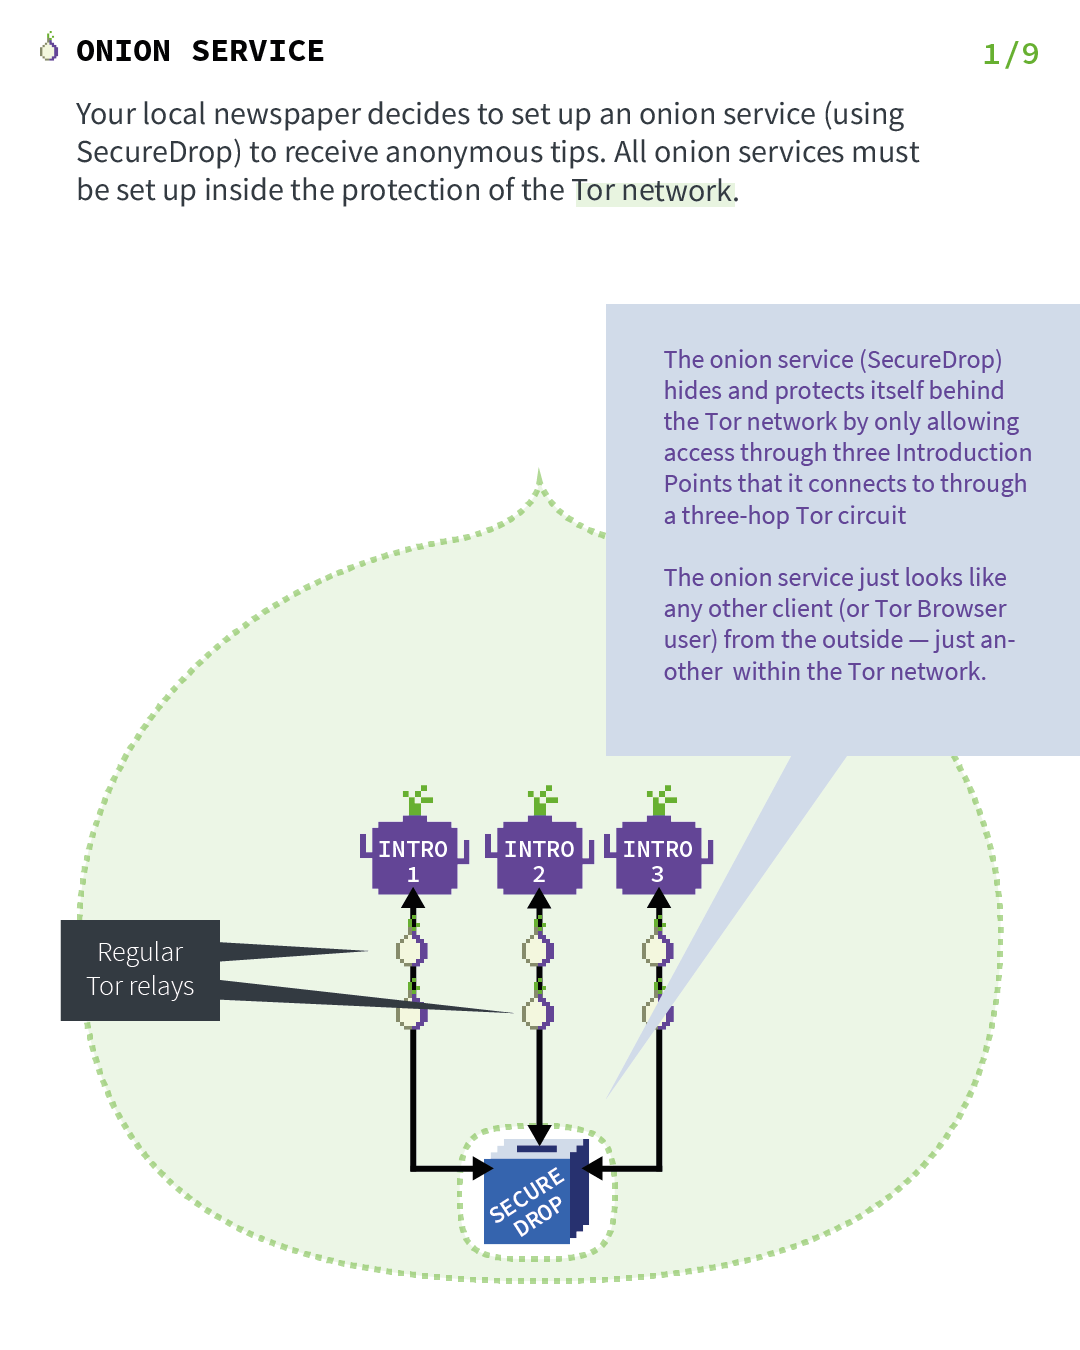 ONION SERVICE
1/9
Your local newspaper decides to set up an onion service (using
SecureDrop) to receive anonymous tips. All onion services must
be set up inside the protection of the Tor network.
The onion service (SecureDrop)
hides and protects itself behind
the Tor network by only allowing
access through three Introduction
Points that it connects to through
a three-hop Tor circuit
The onion service just looks like
any other client (or Tor Browser
user) from the outside — just an-
other  within the Tor network.
INTRO
1
INTRO
2
INTRO
3
Regular
Tor relays
SECURE
DROP